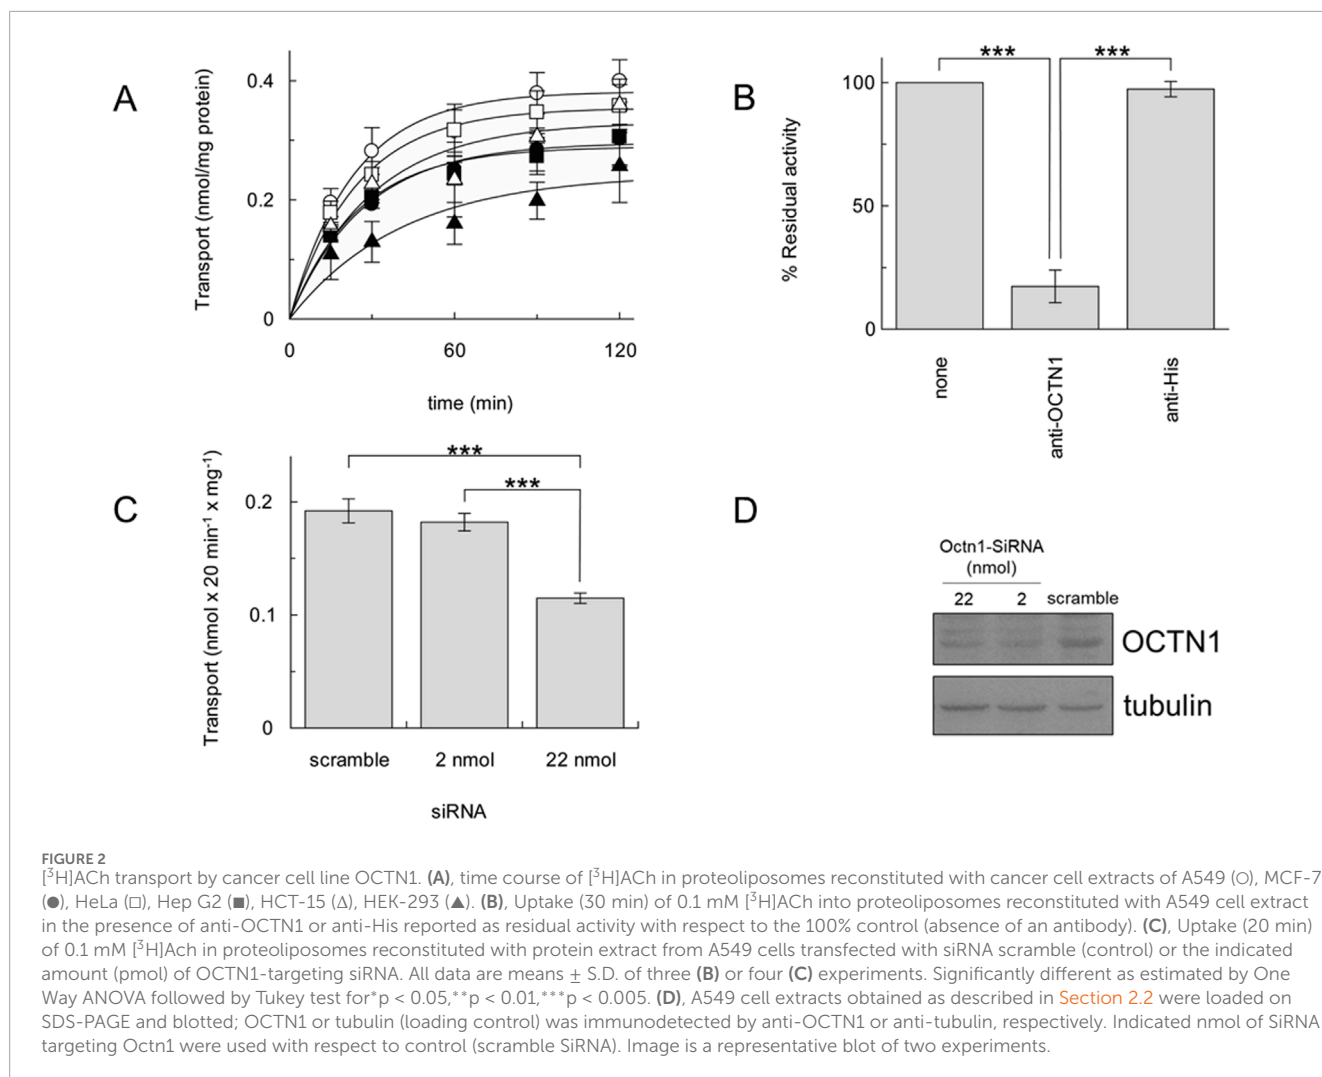 A
Transport (nmol/mg protein)
0.4
0.2
0
0
60
120
time (min)
B
% Residual activity
100
50
0
***
***
none
anti-OCTN1
anti-His
C
Transport (nmol x 20 min⁻¹ x mg⁻¹)
0.2
0.1
0
***
***
scramble
2 nmol
22 nmol
siRNA
D
Octn1-SiRNA
(nmol)
22
2
scramble
OCTN1
tubulin
FIGURE 2
[³H]ACh transport by cancer cell line OCTN1. (A), time course of [³H]ACh in proteoliposomes reconstituted with cancer cell extracts of A549 (○), MCF-7
(●), HeLa (□), Hep G2 (■), HCT-15 (Δ), HEK-293 (▲). (B), Uptake (30 min) of 0.1 mM [³H]ACh into proteoliposomes reconstituted with A549 cell extract
in the presence of anti-OCTN1 or anti-His reported as residual activity with respect to the 100% control (absence of an antibody). (C), Uptake (20 min)
of 0.1 mM [³H]Ach in proteoliposomes reconstituted with protein extract from A549 cells transfected with siRNA scramble (control) or the indicated
amount (pmol) of OCTN1-targeting siRNA. All data are means ± S.D. of three (B) or four (C) experiments. Significantly different as estimated by One
Way ANOVA followed by Tukey test for*p < 0.05,**p < 0.01,***p < 0.005. (D), A549 cell extracts obtained as described in Section 2.2 were loaded on
SDS-PAGE and blotted; OCTN1 or tubulin (loading control) was immunodetected by anti-OCTN1 or anti-tubulin, respectively. Indicated nmol of SiRNA
targeting Octn1 were used with respect to control (scramble SiRNA). Image is a representative blot of two experiments.